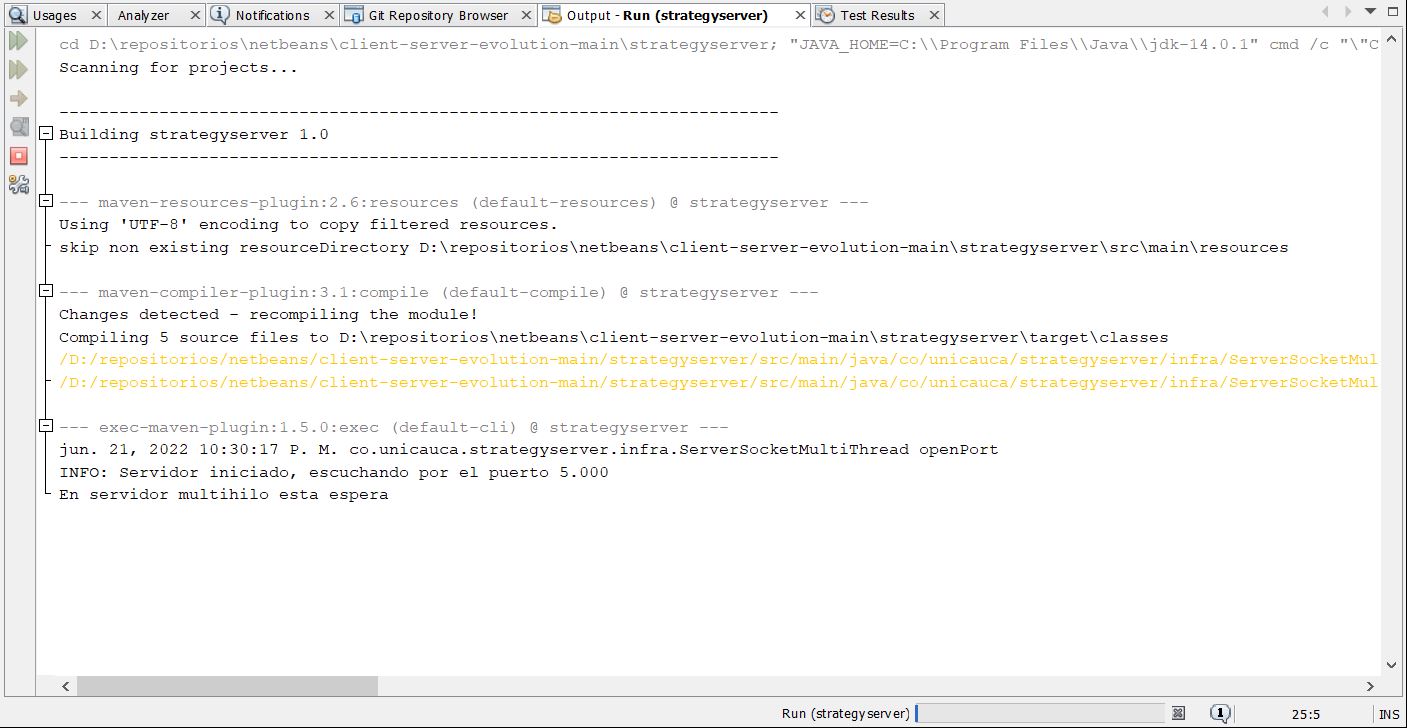 Usages Analyzer Notifications Git Repository Browser Output - Run (strategyserver) Test Results
cd D:\repositorios\netbeans\client-server-evolution-main\strategyserver; "JAVA_HOME=C:\\Program Files\\Java\\jdk-14.0.1" cmd /c "\"C
Scanning for projects...
------------------------------------------------------------------------
Building strategyserver 1.0
------------------------------------------------------------------------
--- maven-resources-plugin:2.6:resources (default-resources) @ strategyserver ---
Using 'UTF-8' encoding to copy filtered resources.
skip non existing resourceDirectory D:\repositorios\netbeans\client-server-evolution-main\strategyserver\src\main\resources
--- maven-compiler-plugin:3.1:compile (default-compile) @ strategyserver ---
Changes detected - recompiling the module!
Compiling 5 source files to D:\repositorios\netbeans\client-server-evolution-main\strategyserver\target\classes
/D:/repositorios/netbeans/client-server-evolution-main/strategyserver/src/main/java/co/unicauca/strategyserver/infra/ServerSocketMul
/D:/repositorios/netbeans/client-server-evolution-main/strategyserver/src/main/java/co/unicauca/strategyserver/infra/ServerSocketMul
--- exec-maven-plugin:1.5.0:exec (default-cli) @ strategyserver ---
jun. 21, 2022 10:30:17 P. M. co.unicauca.strategyserver.infra.ServerSocketMultiThread openPort
INFO: Servidor iniciado, escuchando por el puerto 5.000
En servidor multihilo esta espera
Run (strategyserver) 1 25:5 INS